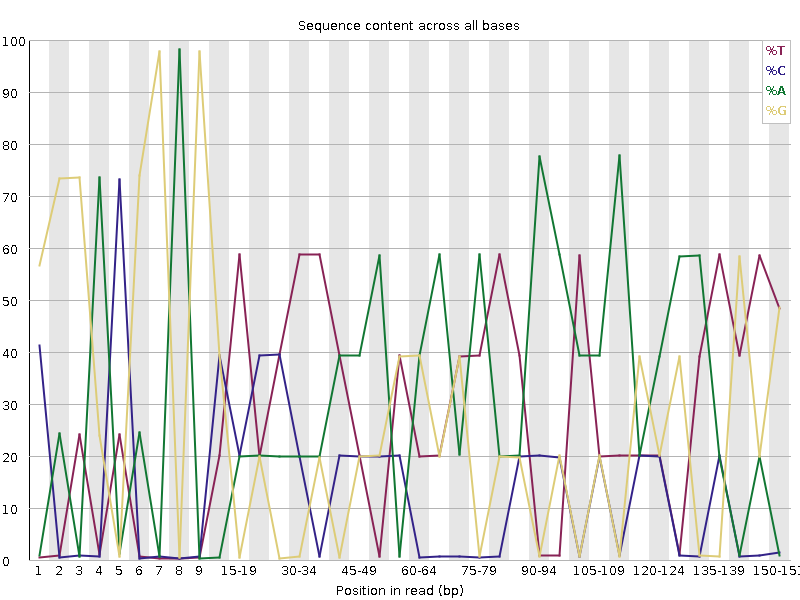 Sequence content across all bases
100
90
80
70
60
50
40
30
20
10
0
%T
%C
%A
%G
1 2 3 4 5 6 7 8 9 15-19 30-34 45-49 60-64 75-79 90-94 105-109 120-124 135-139 150-151
Position in read (bp)